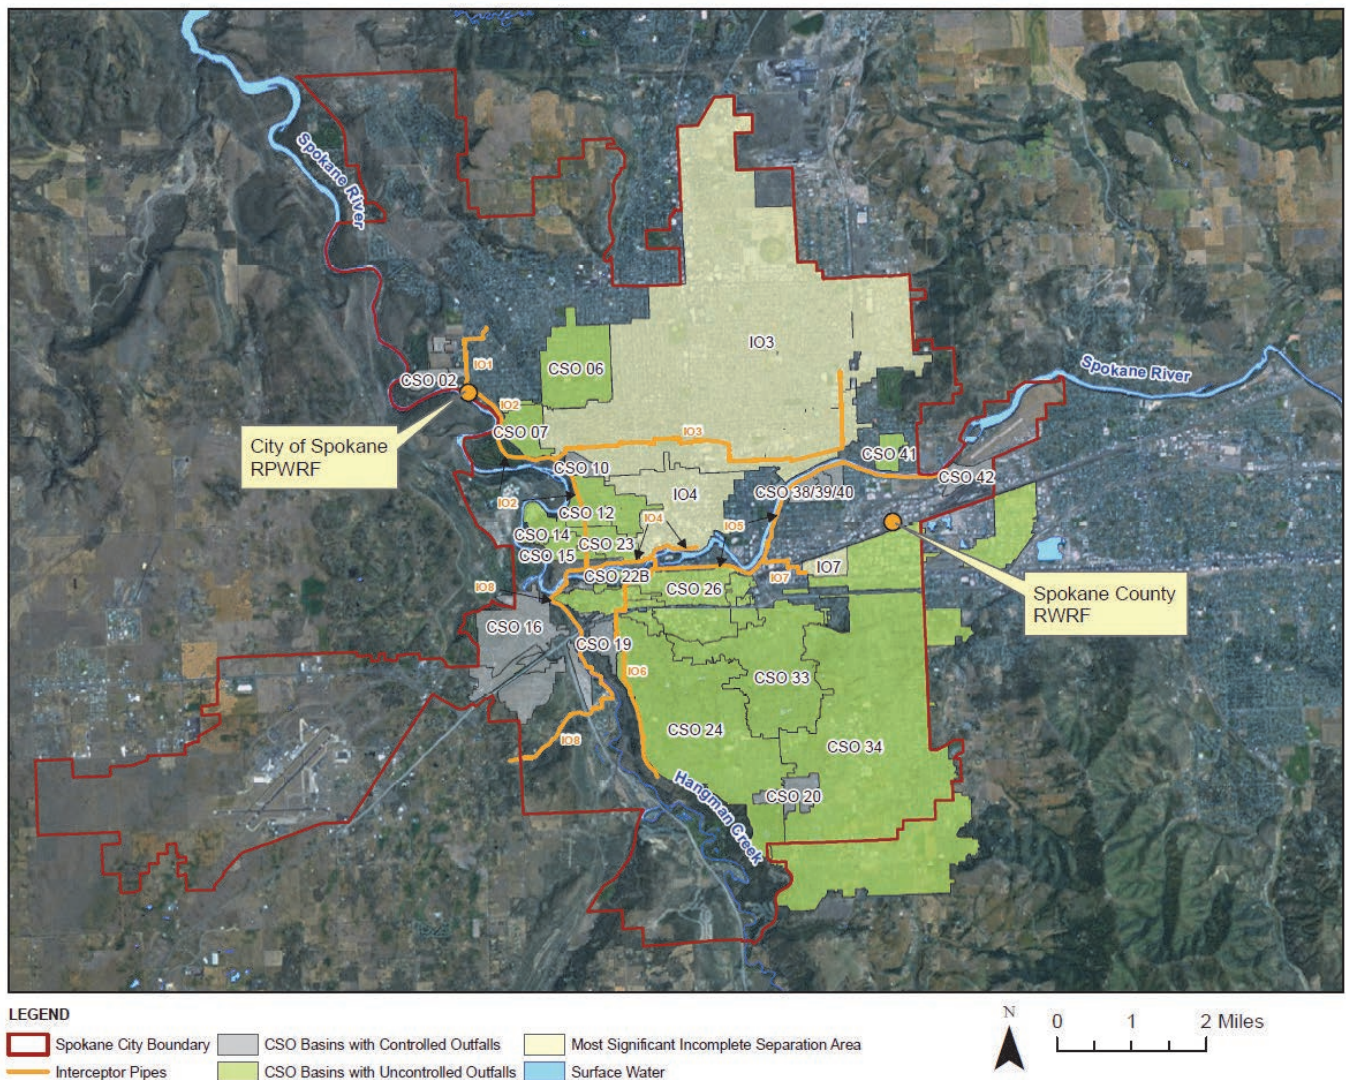 Spokane River
IO3
Spokane River
IO1
CSO 02
CSO 06
IO2
City of Spokane
RPWRF
CSO 07
IO3
CSO 41
CSO 10
CSO 42
IO4
CSO 38/39/40
IO2
CSO 12
IO4
IO5
CSO 14
CSO 23
CSO 15
IO7
CSO 22B
IO7
IO8
CSO 26
Spokane County
RWRF
CSO 16
CSO 19
IO6
CSO 33
CSO 24
IO8
CSO 34
Hangman Creek
CSO 20
LEGEND
Spokane City Boundary
CSO Basins with Controlled Outfalls
Most Significant Incomplete Separation Area
Interceptor Pipes
CSO Basins with Uncontrolled Outfalls
Surface Water
N
0 1 2 Miles